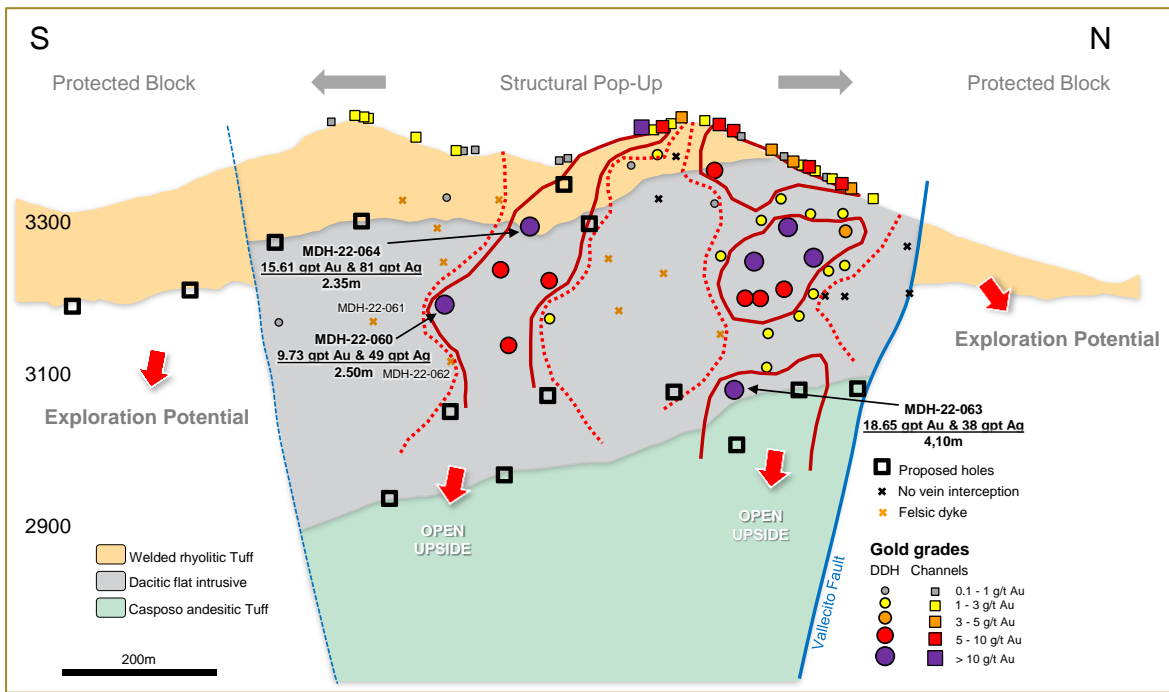 S
N
Protected Block
Structural Pop-Up
Protected Block
3300
MDH-22-064
15.61 gpt Au & 81 gpt Ag
2.35m
MDH-22-061
MDH-22-060
9.73 gpt Au & 49 gpt Ag
2.50m
MDH-22-062
3100
Exploration Potential
Exploration Potential
MDH-22-063
18.65 gpt Au & 38 gpt Ag
4,10m
2900
OPEN
UPSIDE
OPEN
UPSIDE
Proposed holes
No vein interception
Felsic dyke
Welded rhyolitic Tuff
Dacitic flat intrusive
Casposo andesitic Tuff
200m
Vallecito Fault
Gold grades
DDH Channels
0.1 - 1 g/t Au
1 - 3 g/t Au
3 - 5 g/t Au
5 - 10 g/t Au
> 10 g/t Au